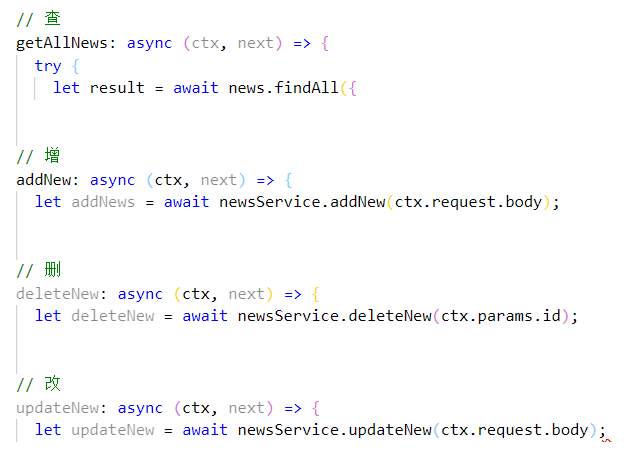 // 查
getAllNews: async (ctx, next) => {
try {
let result = await news.findAll({
// 增
addNew: async (ctx, next) => {
let addNews = await newsService.addNew(ctx.request.body);
// 删
deleteNew: async (ctx, next) => {
let deleteNew = await newsService.deleteNew(ctx.params.id);
// 改
updateNew: async (ctx, next) => {
let updateNew = await newsService.updateNew(ctx.request.body);